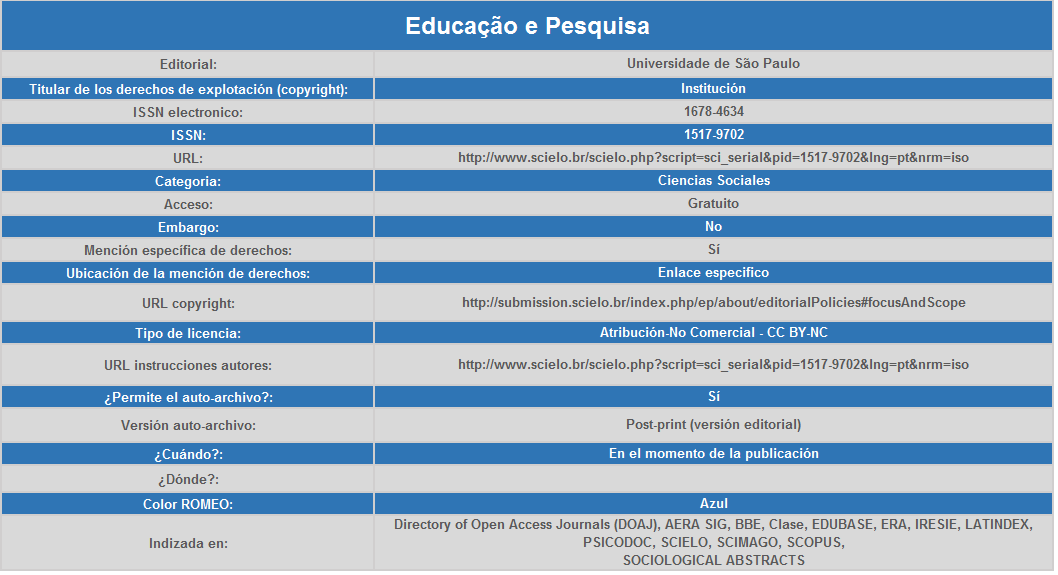 Educação e Pesquisa
Editorial: Universidade de São Paulo
Titular de los derechos de explotación (copyright): Institución
ISSN electronico: 1678-4634
ISSN: 1517-9702
URL: http://www.scielo.br/scielo.php?script=sci_serial&pid=1517-9702&lng=pt&nrm=iso
Categoria: Ciencias Sociales
Acceso: Gratuito
Embargo: No
Mención específica de derechos: Sí
Ubicación de la mención de derechos: Enlace especifico
URL copyright: http://submission.scielo.br/index.php/ep/about/editorialPolicies#focusAndScope
Tipo de licencia: Atribución-No Comercial - CC BY-NC
URL instrucciones autores: http://www.scielo.br/scielo.php?script=sci_serial&pid=1517-9702&lng=pt&nrm=iso
¿Permite el auto-archivo?: Sí
Versión auto-archivo: Post-print (versión editorial)
¿Cuándo?: En el momento de la publicación
¿Dónde?:
Color ROMEO: Azul
Indizada en: Directory of Open Access Journals (DOAJ), AERA SIG, BBE, Clase, EDUBASE, ERA, IRESIE, LATINDEX,
PSICODOC, SCIELO, SCIMAGO, SCOPUS,
SOCIOLOGICAL ABSTRACTS